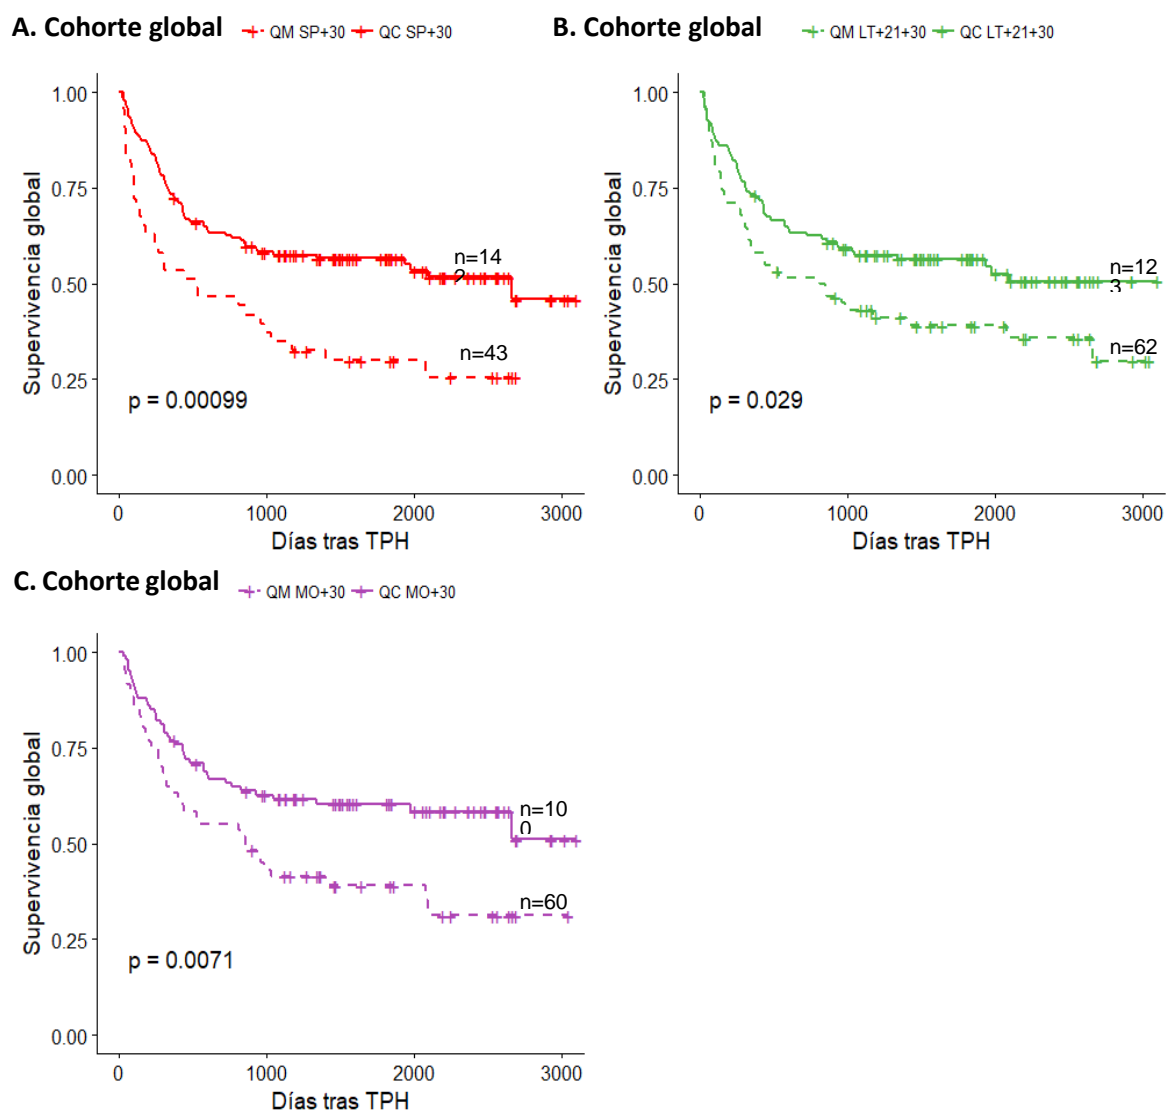 A. Cohorte global
QM SP+30 QC SP+30
1.00
0.75
0.50
0.25
0.00
Supervivencia global
n=14
2
n=43
p = 0.00099
0 1000 2000 3000
Días tras TPH
B. Cohorte global
QM LT+21+30 QC LT+21+30
1.00
0.75
0.50
0.25
0.00
Supervivencia global
n=12
3
n=62
p = 0.029
0 1000 2000 3000
Días tras TPH
C. Cohorte global
QM MO+30 QC MO+30
1.00
0.75
0.50
0.25
0.00
Supervivencia global
n=10
0
n=60
p = 0.0071
0 1000 2000 3000
Días tras TPH